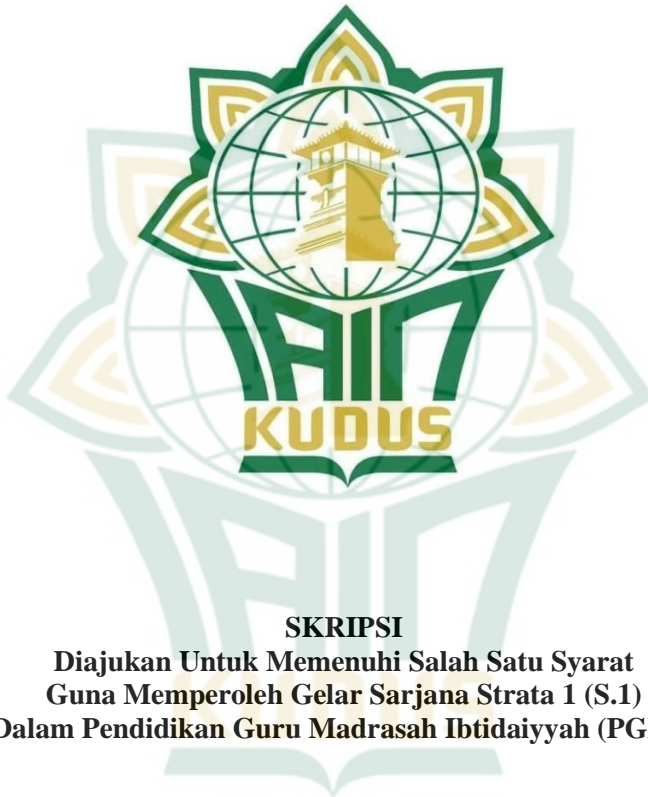 IAIN
KUDUS
SKRIPSI
Diajukan Untuk Memenuhi Salah Satu Syarat
Guna Memperoleh Gelar Sarjana Strata 1 (S.1)
Dalam Pendidikan Guru Madrasah Ibtidaiyyah